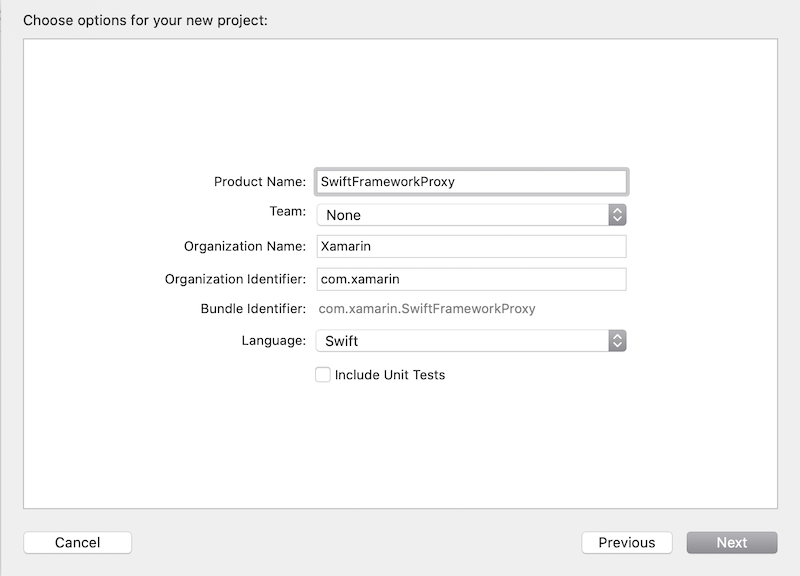 Choose options for your new project:
Product Name: SwiftFrameworkProxy
Team: None
Organization Name: Xamarin
Organization Identifier: com.xamarin
Bundle Identifier: com.xamarin.SwiftFrameworkProxy
Language: Swift
Include Unit Tests
Cancel Previous Next